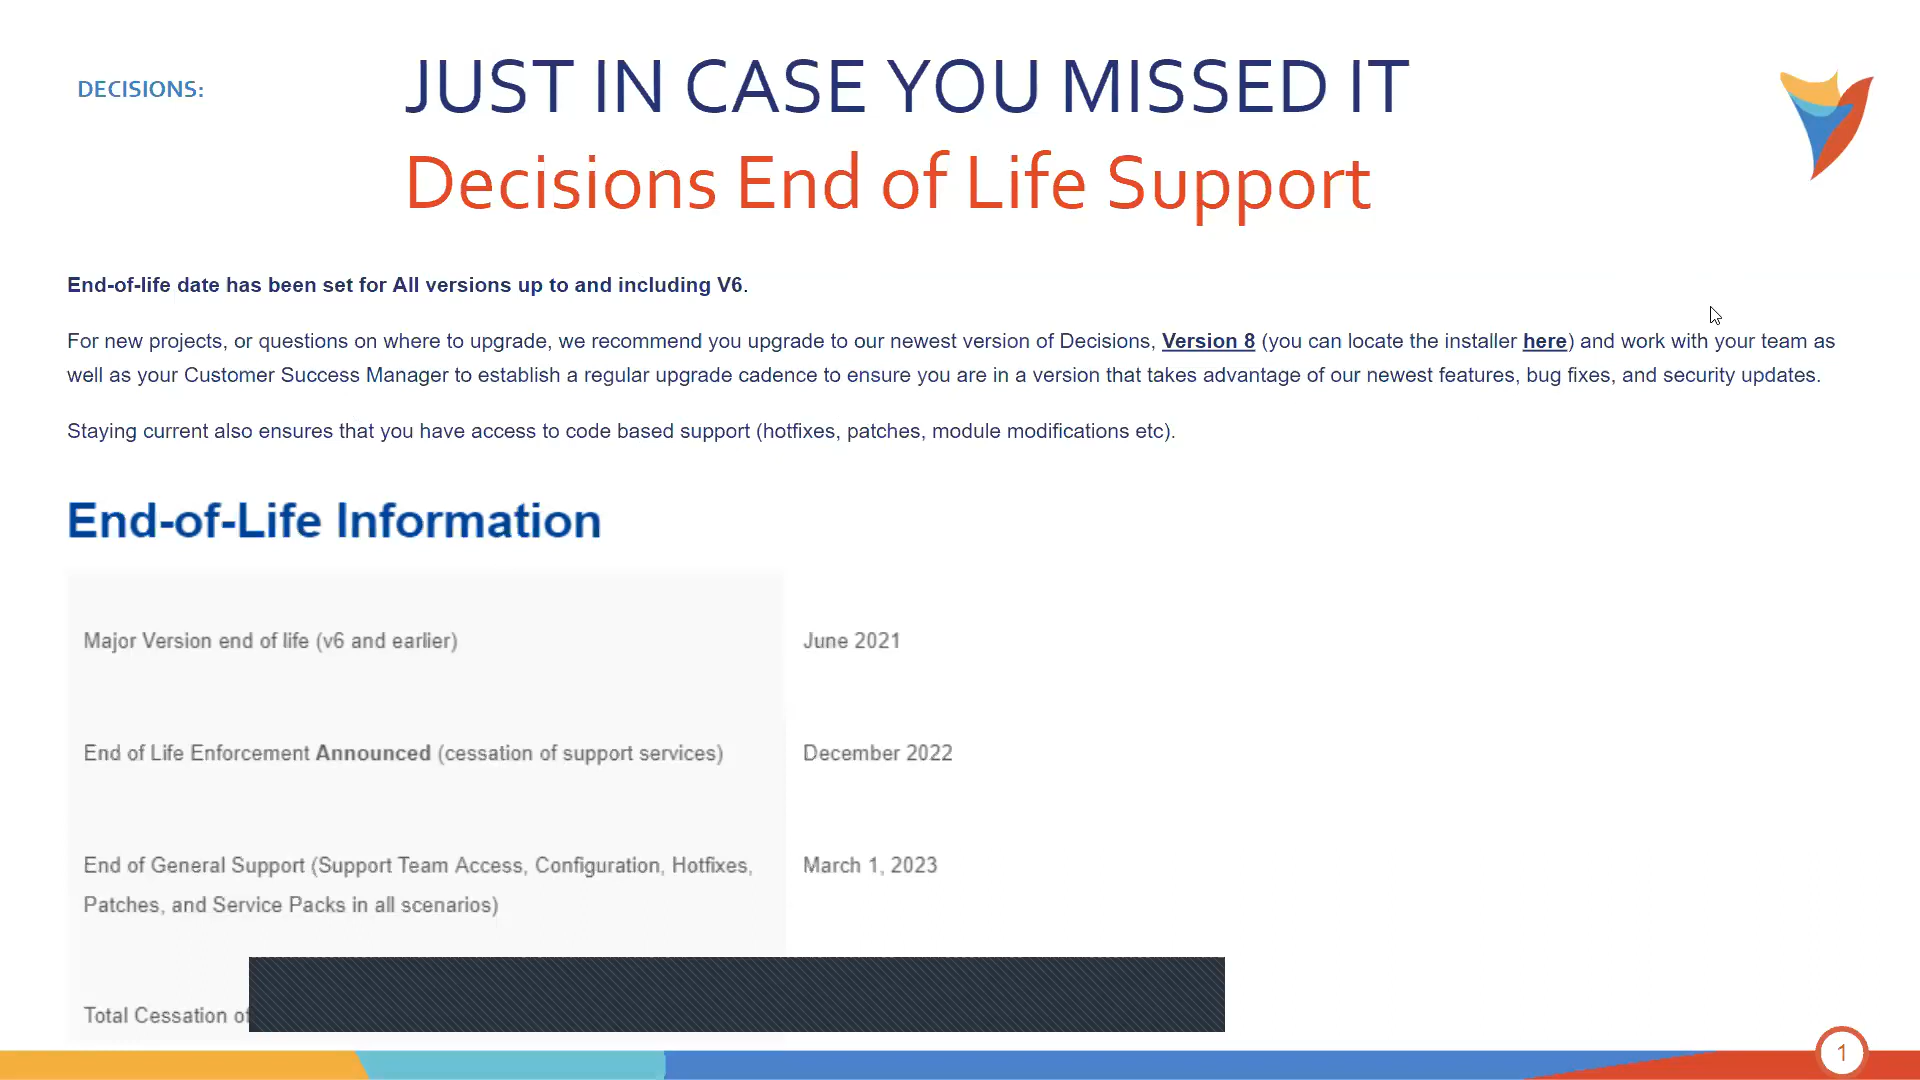 DECISIONS:
JUST IN CASE YOU MISSED IT
Decisions End of Life Support
End-of-life date has been set for All versions up to and including V6.
For new projects, or questions on where to upgrade, we recommend you upgrade to our newest version of Decisions, Version 8 (you can locate the installer here) and work with your team as
well as your Customer Success Manager to establish a regular upgrade cadence to ensure you are in a version that takes advantage of our newest features, bug fixes, and security updates.
Staying current also ensures that you have access to code based support (hotfixes, patches, module modifications etc).
End-of-Life Information
Major Version end of life (v6 and earlier) June 2021
End of Life Enforcement Announced (cessation of support services) December 2022
End of General Support (Support Team Access, Configuration, Hotfixes, March 1, 2023
Patches, and Service Packs in all scenarios)
Total Cessation of
1